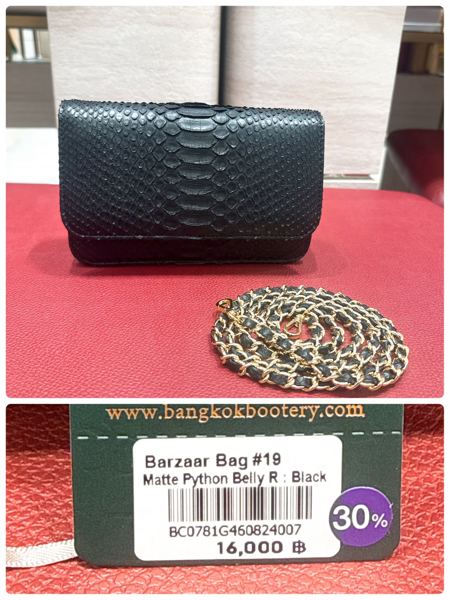 www.bangkokbootery.com
Barzaar Bag #19
Matte Python Belly R : Black
BC0781G460824007
16,000 ฿
30%